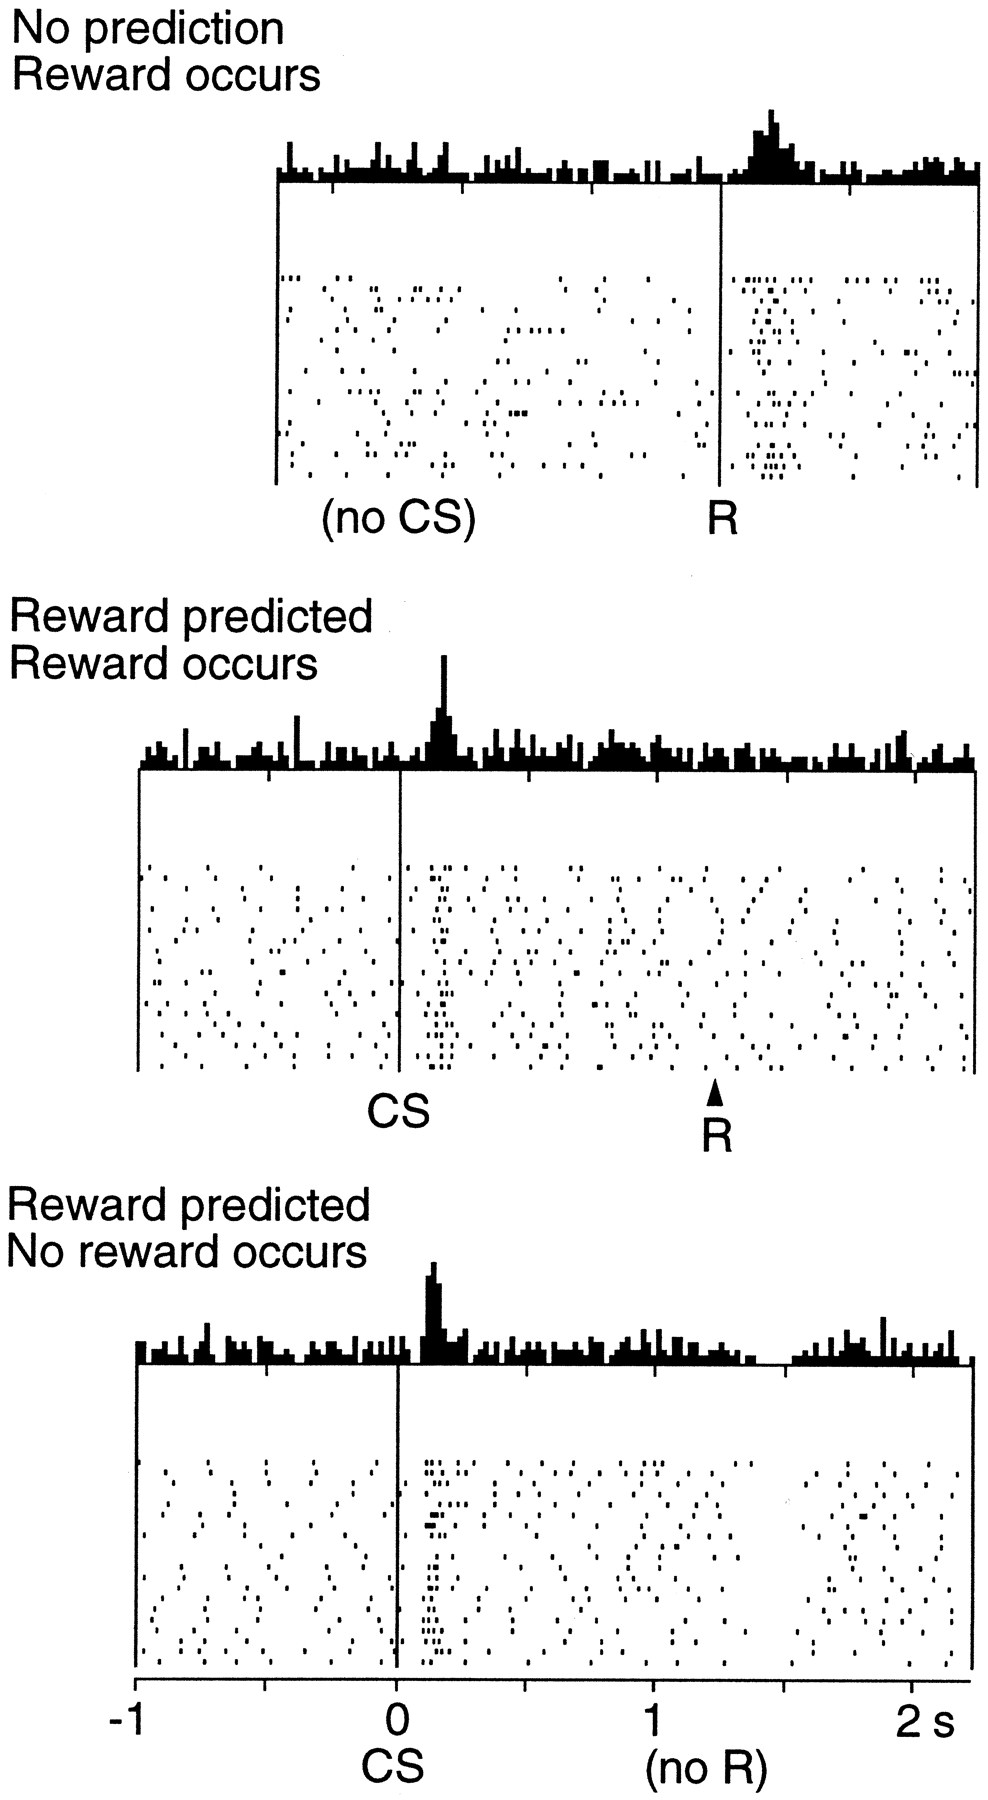 No prediction
Reward occurs
(no CS) R
Reward predicted
Reward occurs
CS
R
Reward predicted
No reward occurs
-1 0 1 2 s
CS (no R)